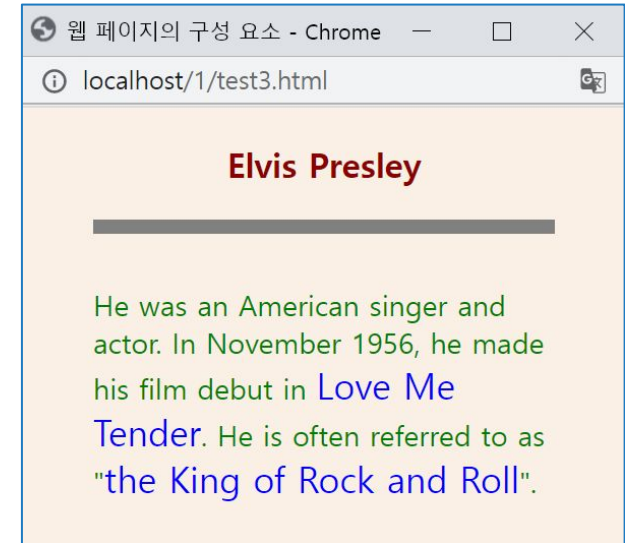 웹 페이지의 구성 요소 - Chrome
localhost/1/test3.html
Elvis Presley
He was an American singer and
actor. In November 1956, he made
his film debut in Love Me
Tender. He is often referred to as
"the King of Rock and Roll".